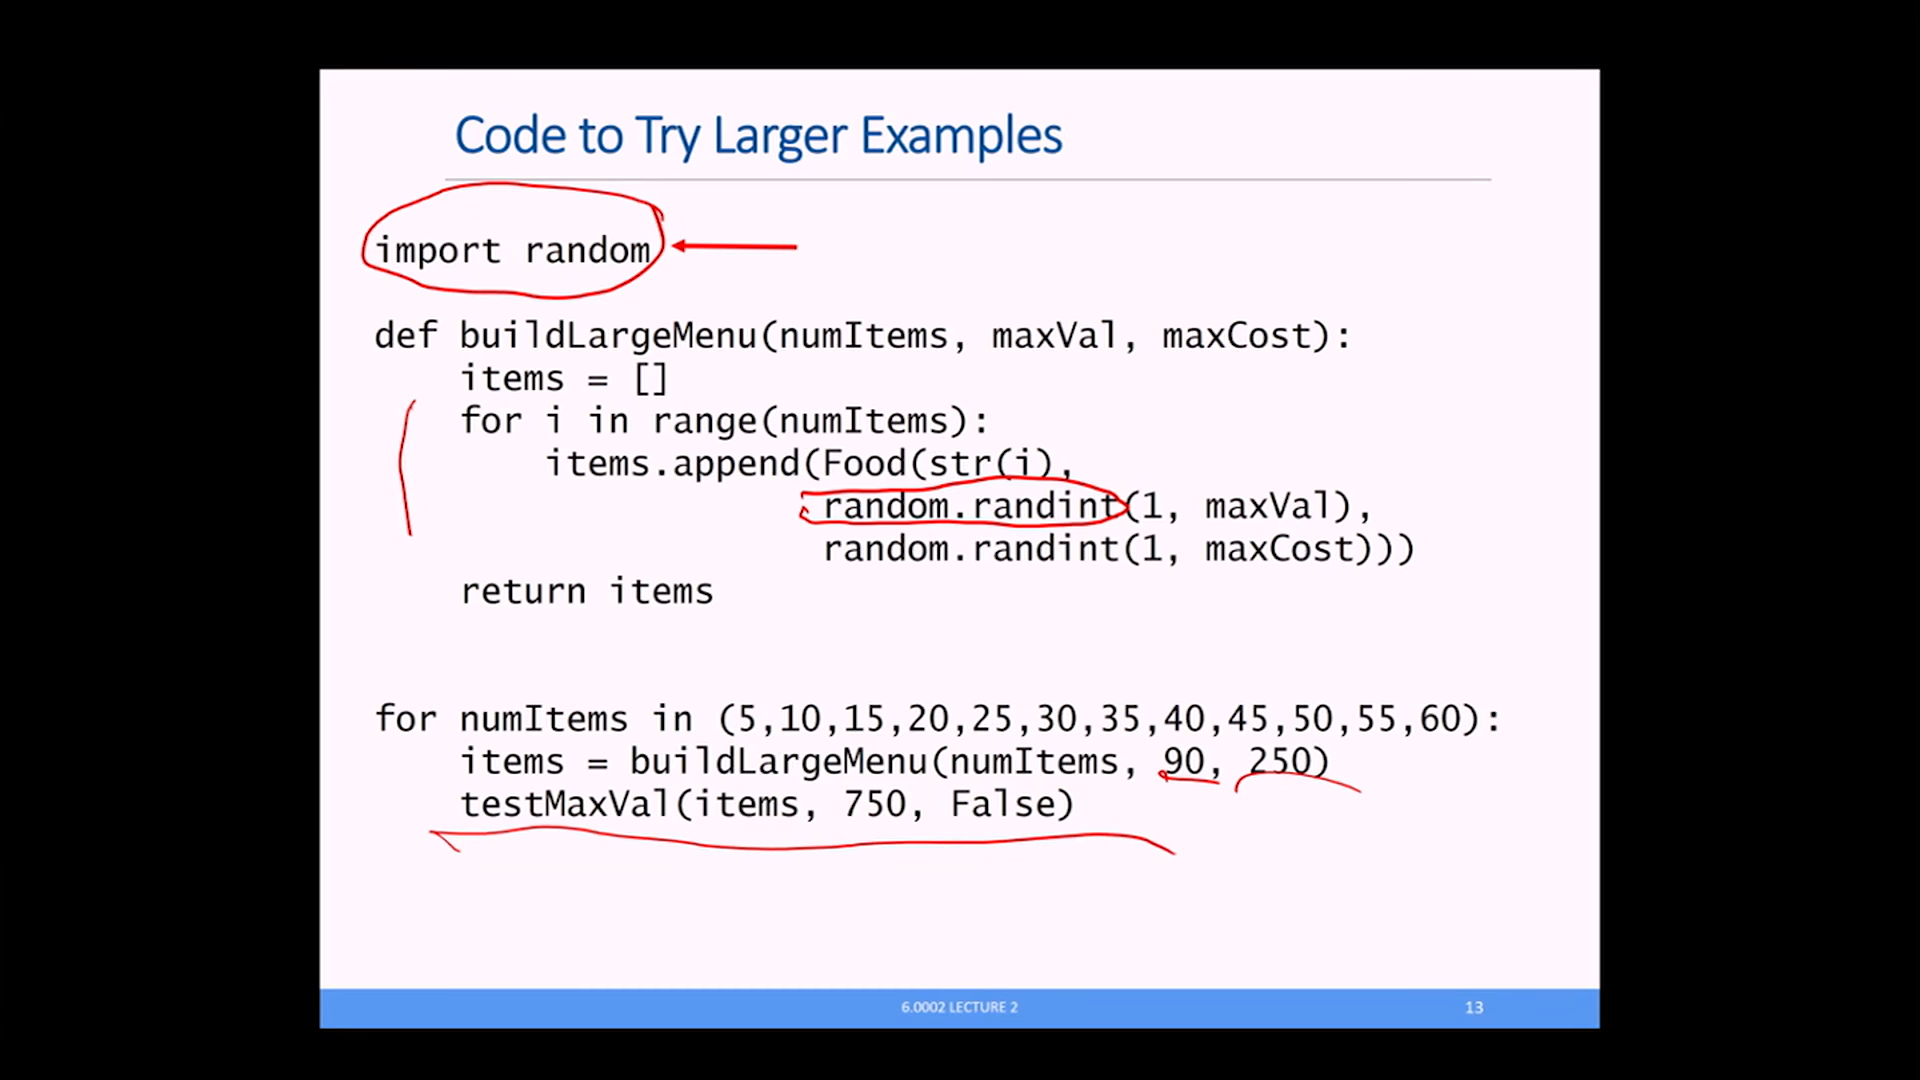 Code to Try Larger Examples
import random
def buildLargeMenu(numItems, maxVal, maxCost):
    items = []
    for i in range(numItems):
        items.append(Food(str(i),
                          random.randint(1, maxVal),
                          random.randint(1, maxCost)))
    return items
for numItems in (5,10,15,20,25,30,35,40,45,50,55,60):
    items = buildLargeMenu(numItems, 90, 250)
    testMaxVal(items, 750, False)
6.0002 LECTURE 2
13